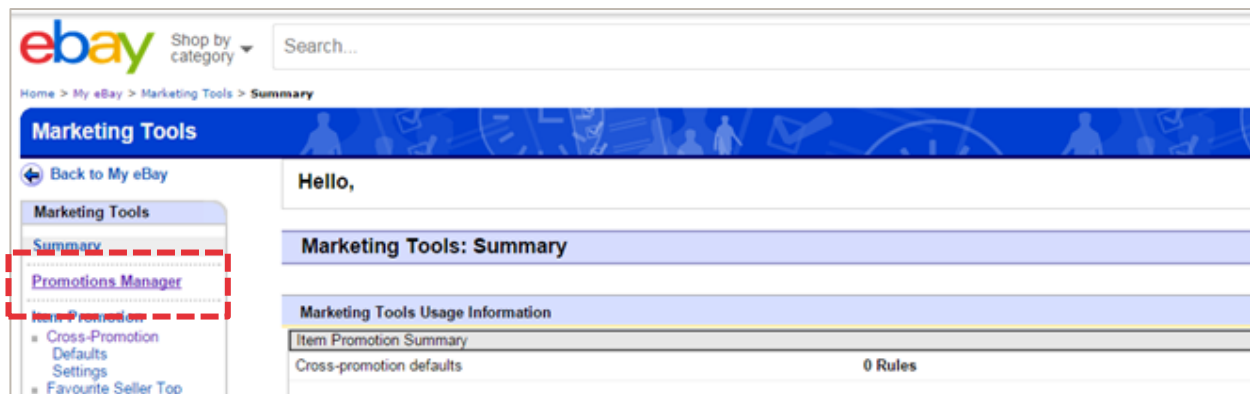 ebay
Shop by
category
Search...
Home > My eBay > Marketing Tools > Summary
Marketing Tools
Back to My eBay
Marketing Tools
Summary
Promotions Manager
Item Promotion
Cross-Promotion
Defaults
Settings
Favourite Seller Top
Hello,
Marketing Tools: Summary
Marketing Tools Usage Information
Item Promotion Summary
Cross-promotion defaults 0 Rules